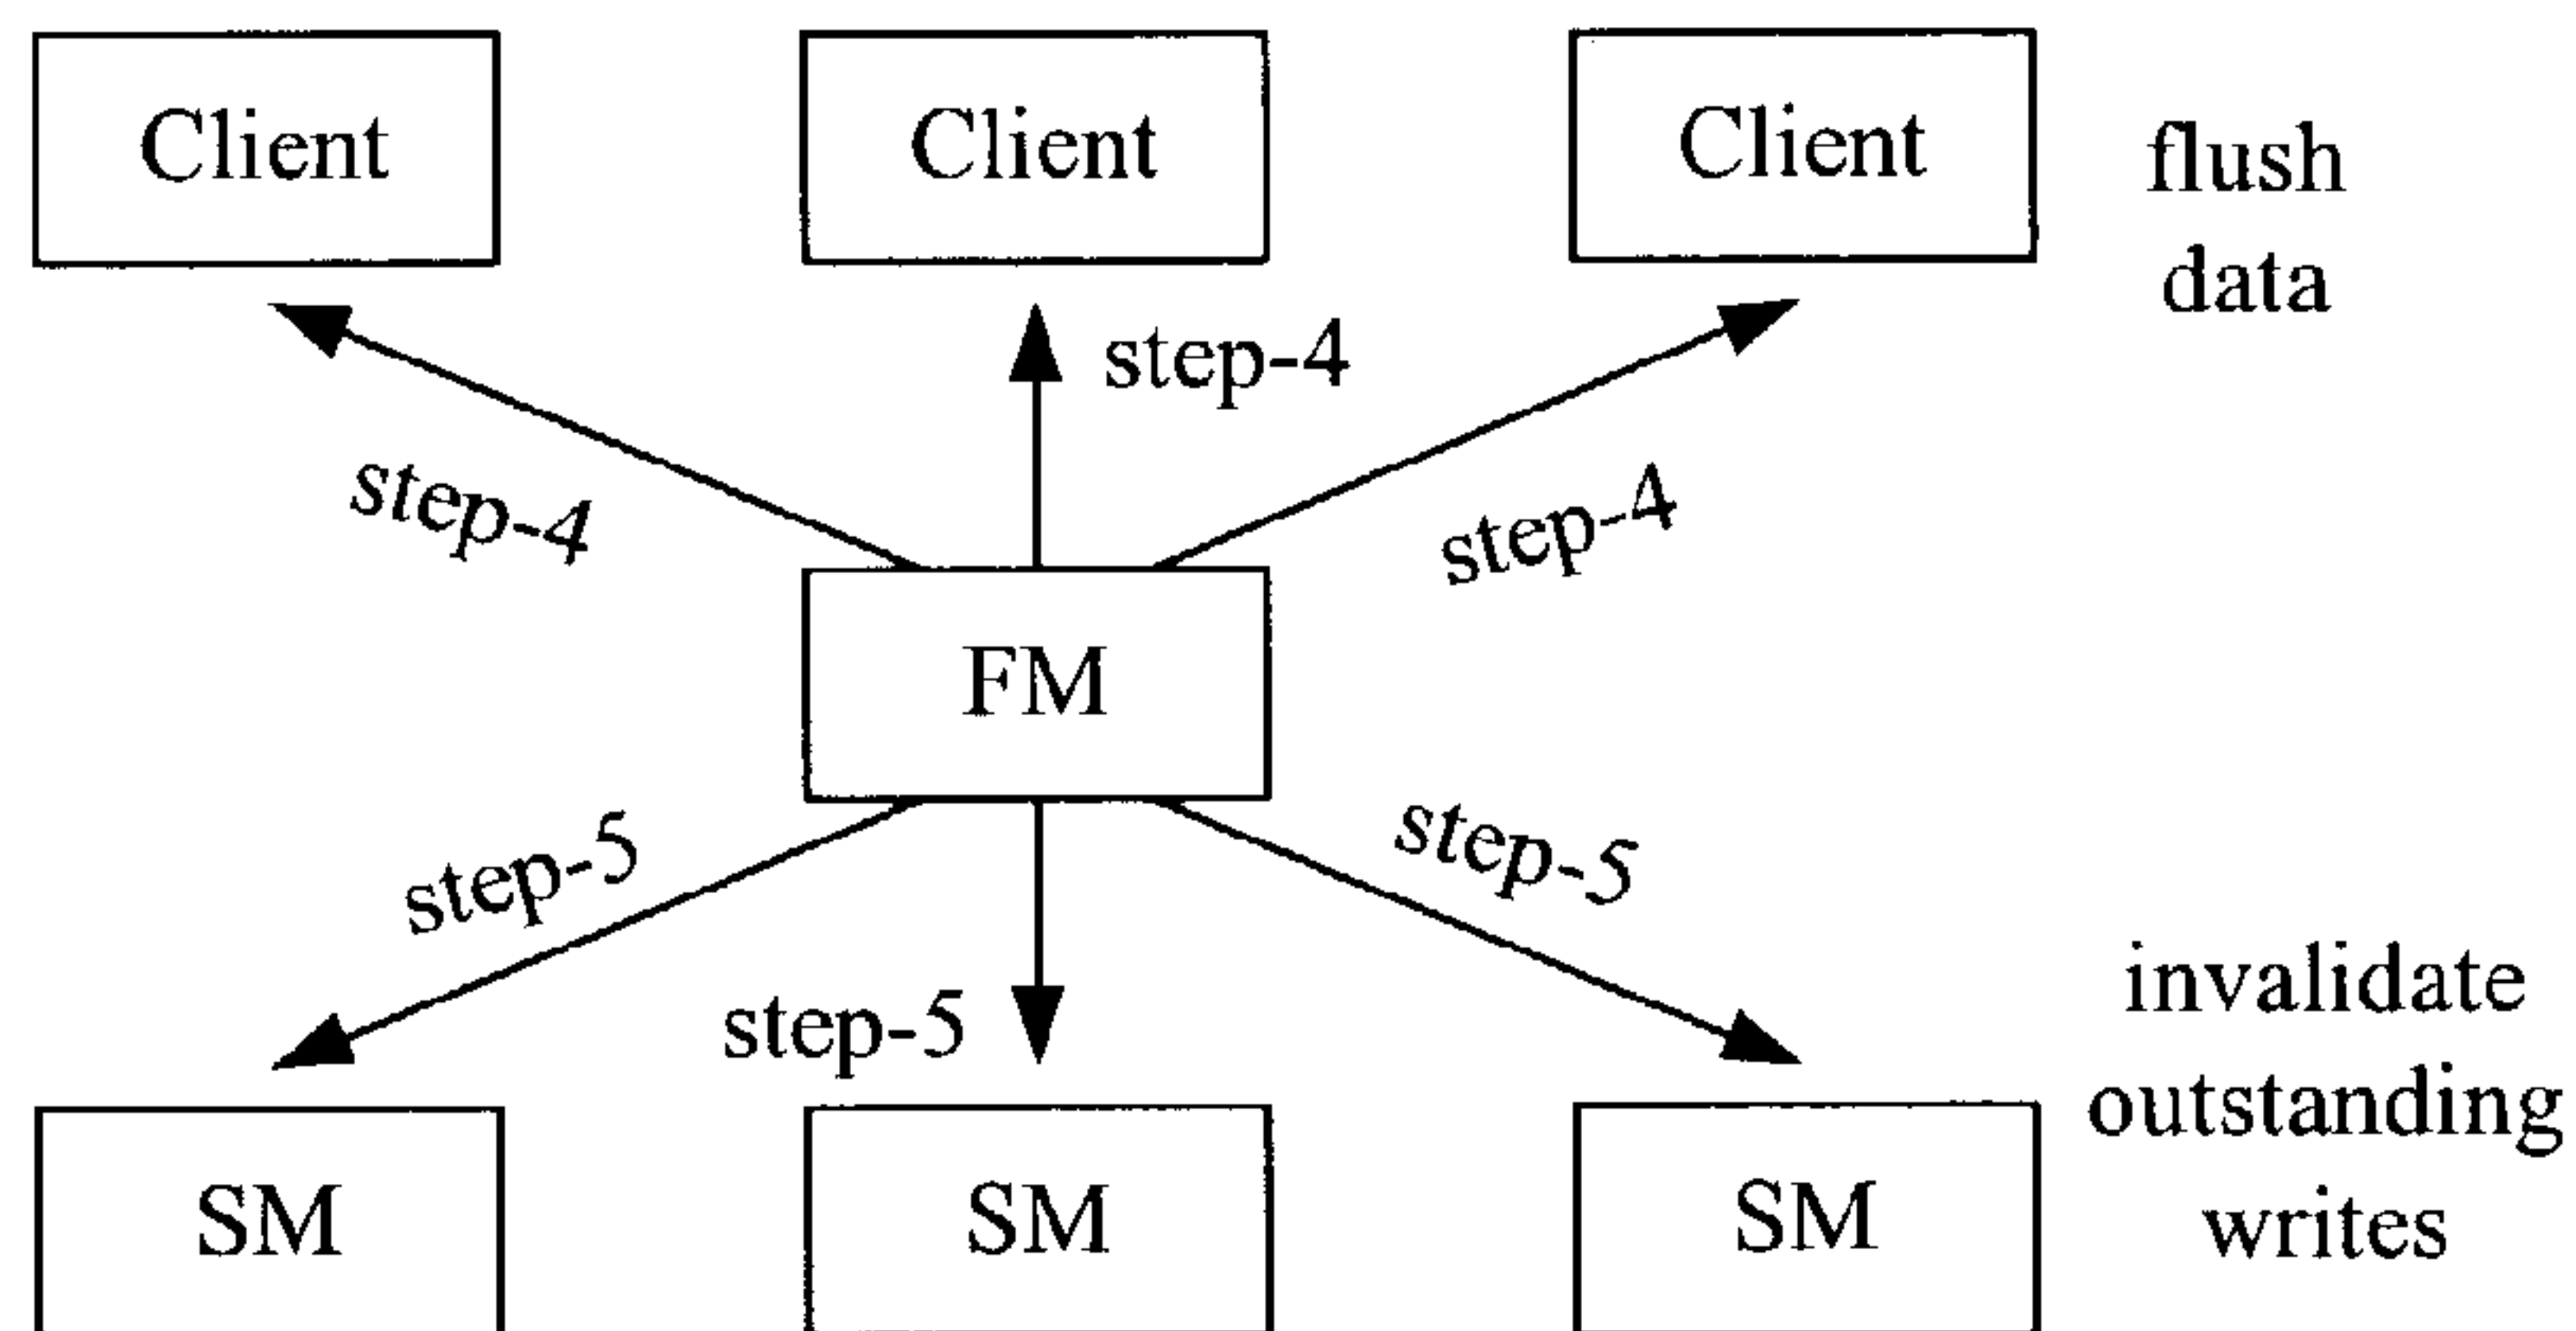 Client
Client
Client
flush
data
step-4
step-4
step-4
FM
step-5
step-5
step-5
invalidate
outstanding
writes
SM
SM
SM